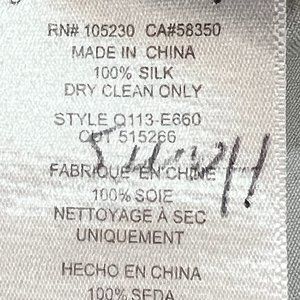 RN# 105230 CA#58350
MADE IN CHINA
100% SILK
DRY CLEAN ONLY
STYLE Q113-E660
CUT 515266
FABRIQUE EN CHINE
100% SOIE
NETTOYAGE À SEC
UNIQUEMENT
HECHO EN CHINA
100% SEDA